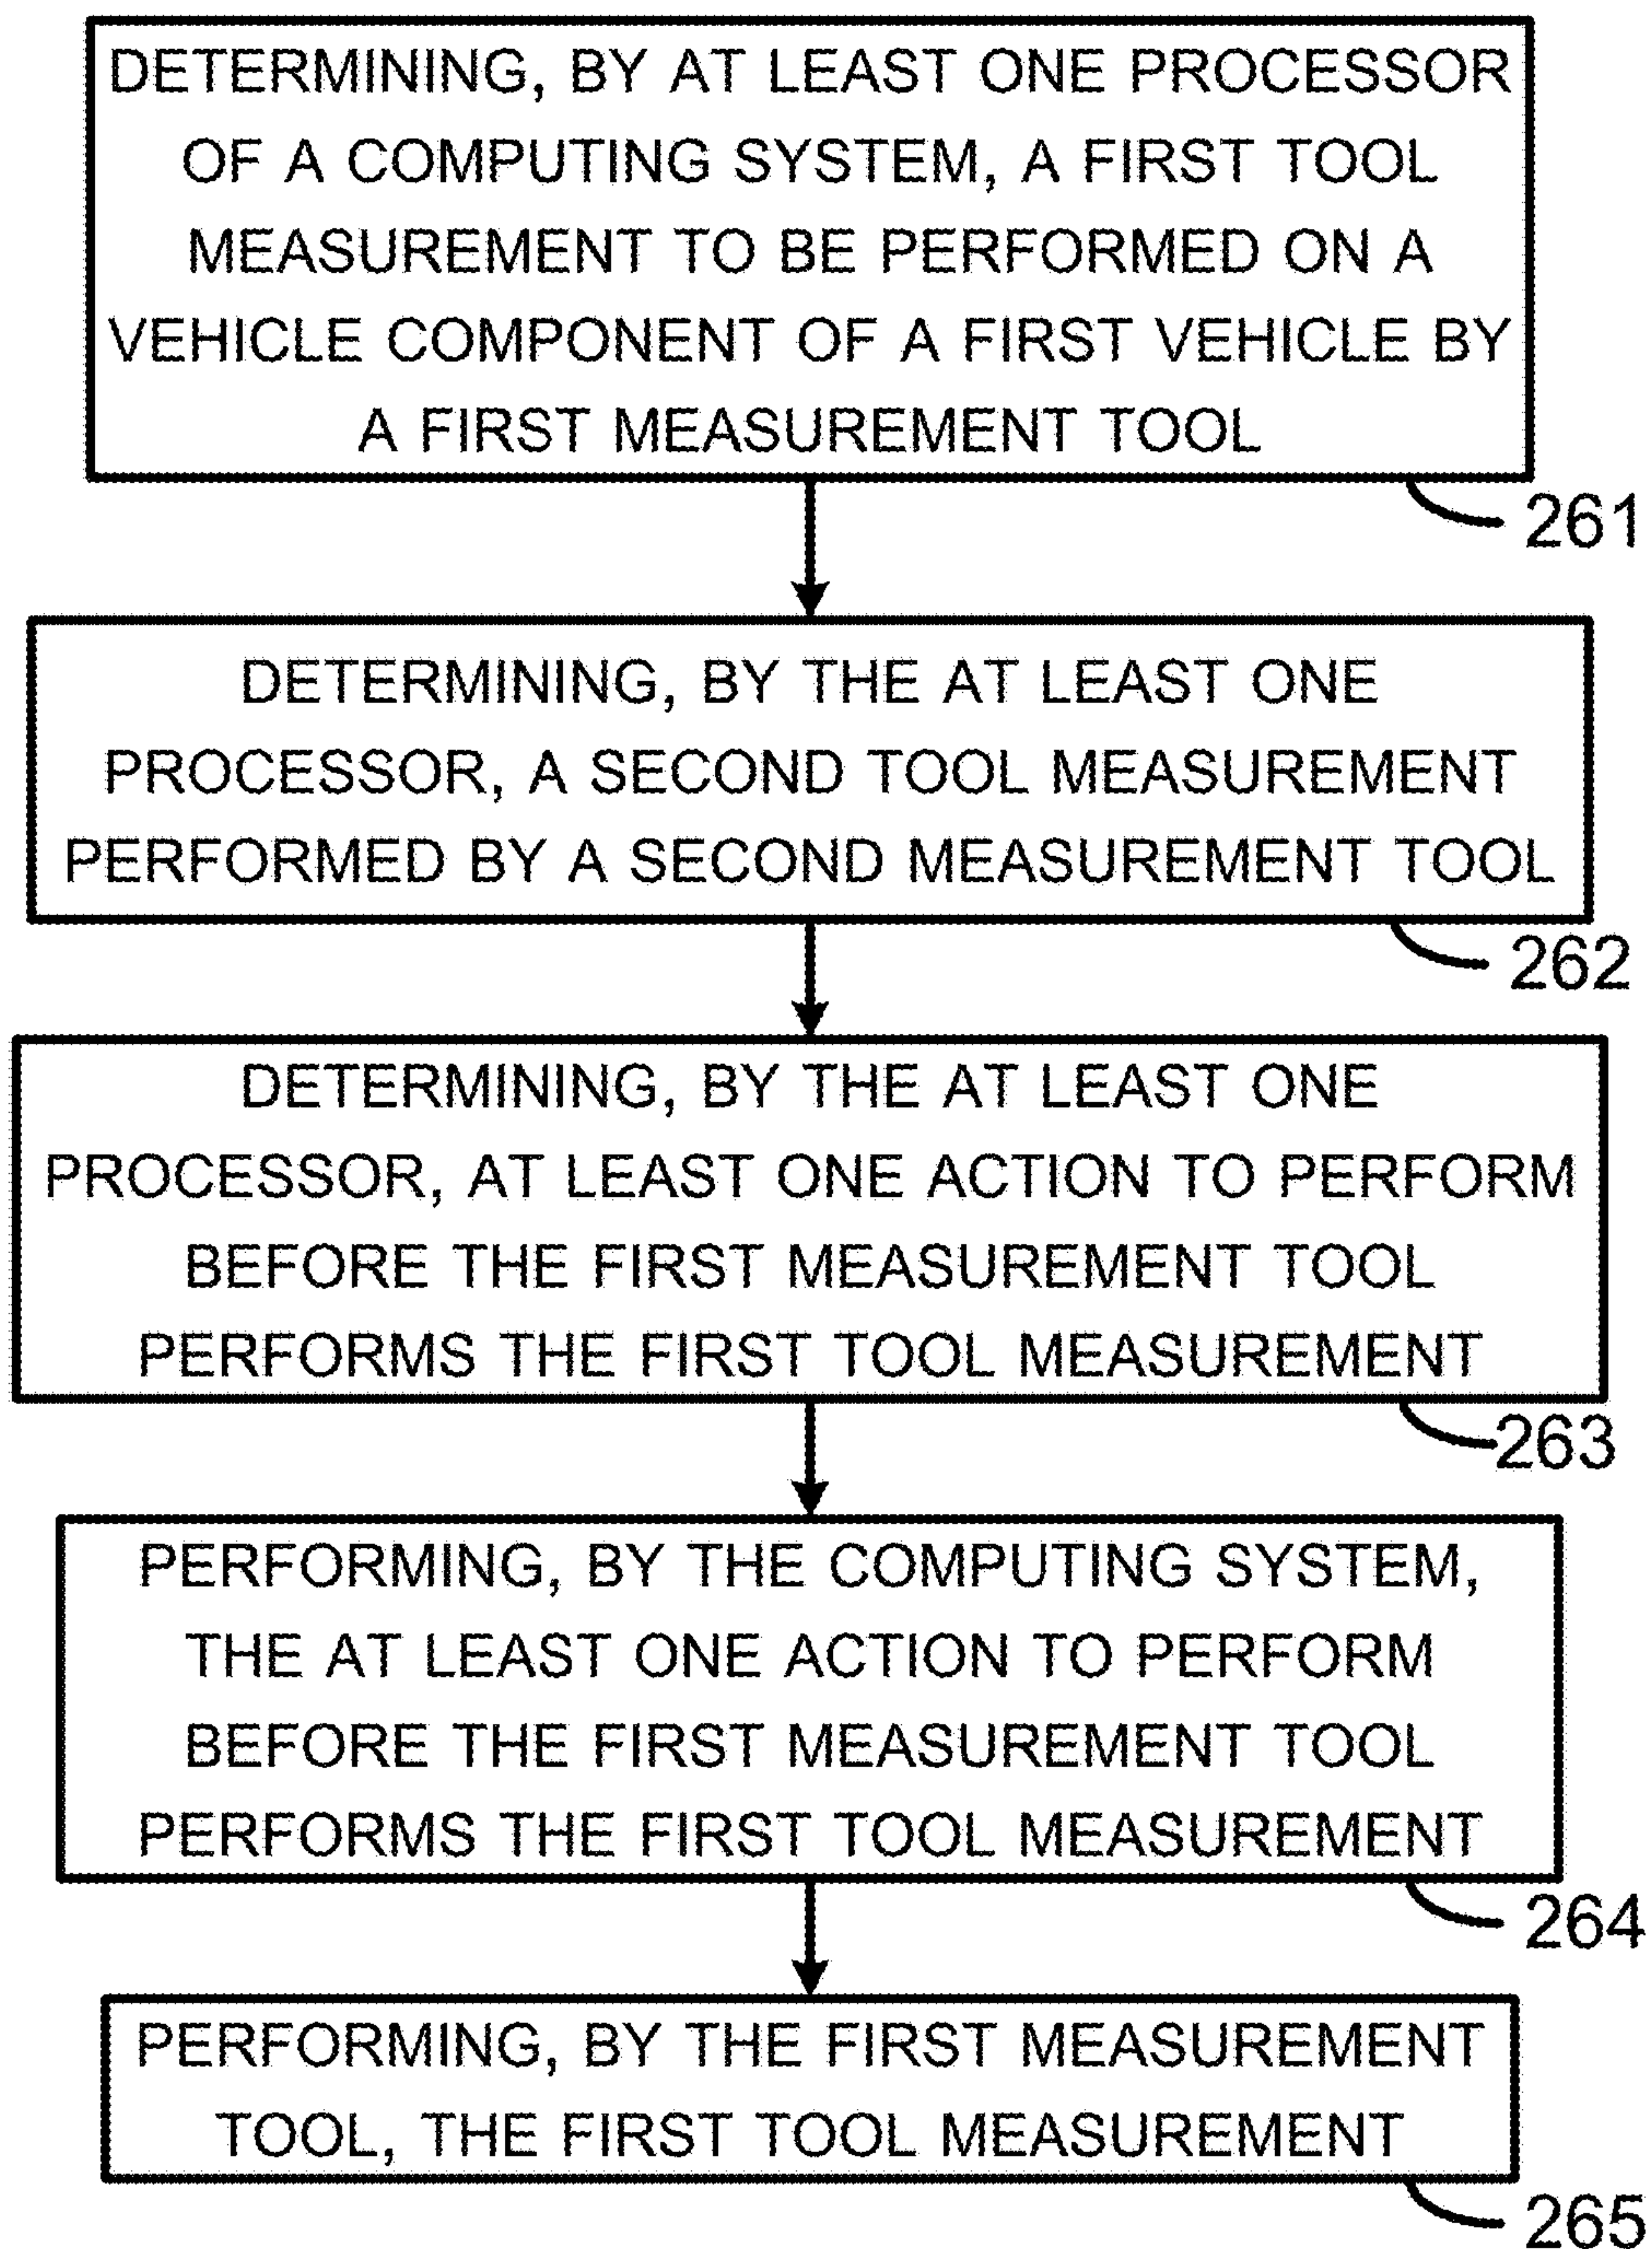 DETERMINING, BY AT LEAST ONE PROCESSOR
OF A COMPUTING SYSTEM, A FIRST TOOL
MEASUREMENT TO BE PERFORMED ON A
VEHICLE COMPONENT OF A FIRST VEHICLE BY
A FIRST MEASUREMENT TOOL
261
DETERMINING, BY THE AT LEAST ONE
PROCESSOR, A SECOND TOOL MEASUREMENT
PERFORMED BY A SECOND MEASUREMENT TOOL
262
DETERMINING, BY THE AT LEAST ONE
PROCESSOR, AT LEAST ONE ACTION TO PERFORM
BEFORE THE FIRST MEASUREMENT TOOL
PERFORMS THE FIRST TOOL MEASUREMENT
263
PERFORMING, BY THE COMPUTING SYSTEM,
THE AT LEAST ONE ACTION TO PERFORM
BEFORE THE FIRST MEASUREMENT TOOL
PERFORMS THE FIRST TOOL MEASUREMENT
264
PERFORMING, BY THE FIRST MEASUREMENT
TOOL, THE FIRST TOOL MEASUREMENT
265